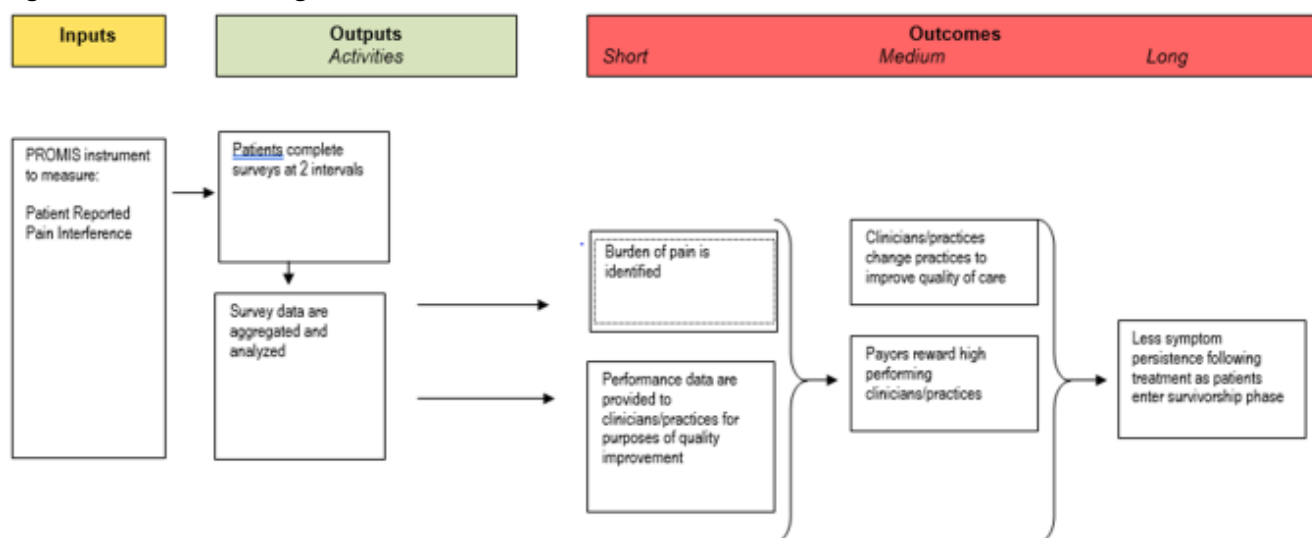 Inputs
Outputs
Activities
Outcomes
Short Medium Long
PROMIS instrument
to measure:
Patient Reported
Pain Interference
Patients complete
surveys at 2 intervals
Survey data are
aggregated and
analyzed
Burden of pain is
identified
Performance data are
provided to
clinicians/practices for
purposes of quality
improvement
Clinicians/practices
change practices to
improve quality of care
Payors reward high
performing
clinicians/practices
Less symptom
persistence following
treatment as patients
enter survivorship phase